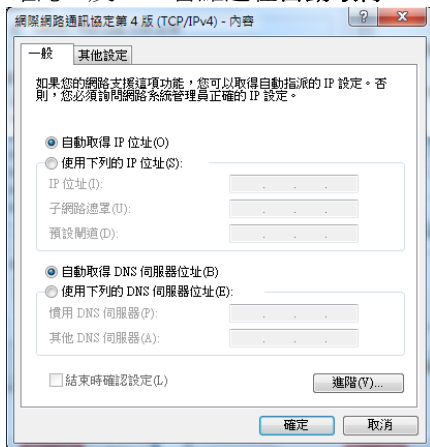 網際網路通訊協定第 4 版 (TCP/IPv4) - 內容
一般
其他設定
如果您的網路支援這項功能，您可以取得自動指派的 IP 設定。否
則，您必須詢問網路系統管理員正確的 IP 設定。
自動取得 IP 位址(O)
使用下列的 IP 位址(S):
IP 位址(I):
子網路遮罩(U):
預設閘道(D):
自動取得 DNS 伺服器位址(B)
使用下列的 DNS 伺服器位址(E):
慣用 DNS 伺服器(P):
其他 DNS 伺服器(A):
結束時確認設定(L)
進階(V)...
確定
取消